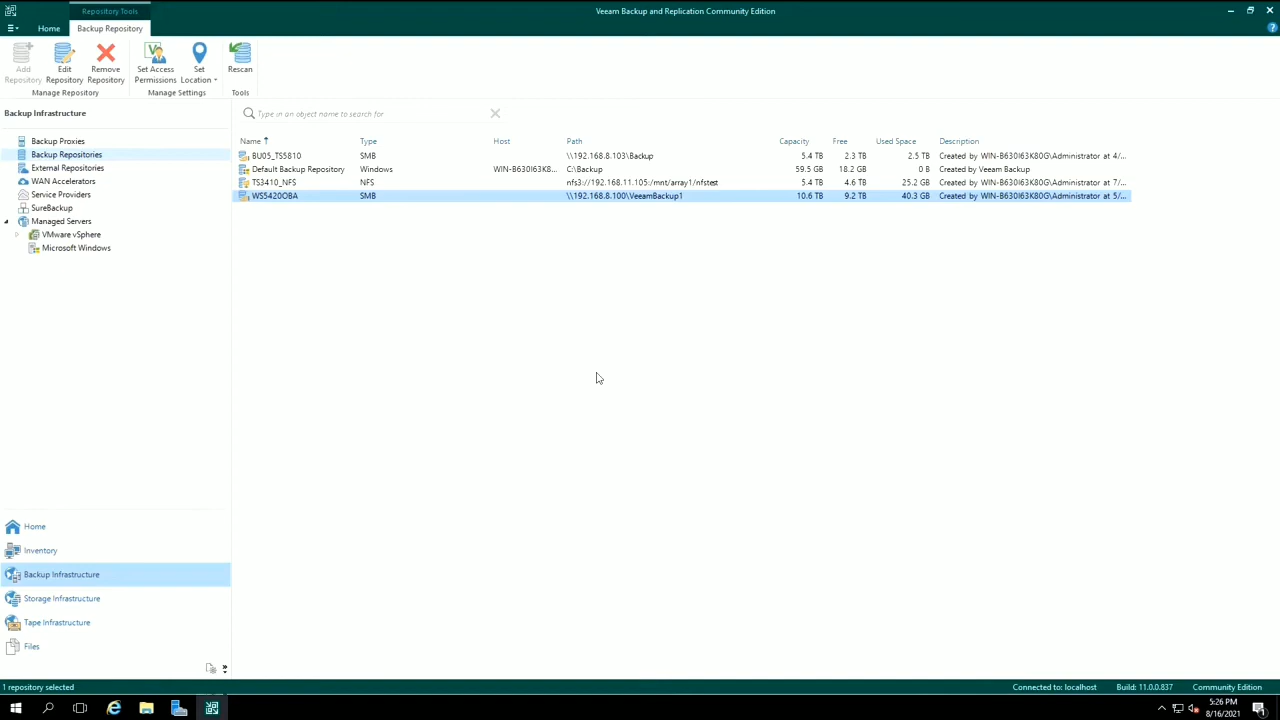 Repository Tools
Veeam Backup and Replication Community Edition
Home
Backup Repository
Add Repository
Edit Repository
Remove Repository
Set Access Permissions
Set Location
Rescan
Manage Repository
Manage Settings
Tools
Backup Infrastructure
Type in an object name to search for
Backup Proxies
Backup Repositories
External Repositories
WAN Accelerators
Service Providers
SureBackup
Managed Servers
VMware vSphere
Microsoft Windows
Name Type Host Path Capacity Free Used Space Description
BU05_TS5810 SMB \\192.168.8.103\Backup 5.4 TB 2.3 TB 2.5 TB Created by WIN-B630I63K80G\Administrator at 4/...
Default Backup Repository Windows WIN-B630I63K8... C:\Backup 59.5 GB 18.2 GB 0 B Created by Veeam Backup
TS3410_NFS NFS nfs3://192.168.11.105:/mnt/array1/nfstest 5.4 TB 4.6 TB 25.2 GB Created by WIN-B630I63K80G\Administrator at 7/...
WS5420OBA SMB \\192.168.8.100\VeeamBackup1 10.6 TB 9.2 TB 40.3 GB Created by WIN-B630I63K80G\Administrator at 5/...
Home
Inventory
Backup Infrastructure
Storage Infrastructure
Tape Infrastructure
Files
1 repository selected
Connected to: localhost
Build: 11.0.0.837
Community Edition
5:26 PM
8/16/2021